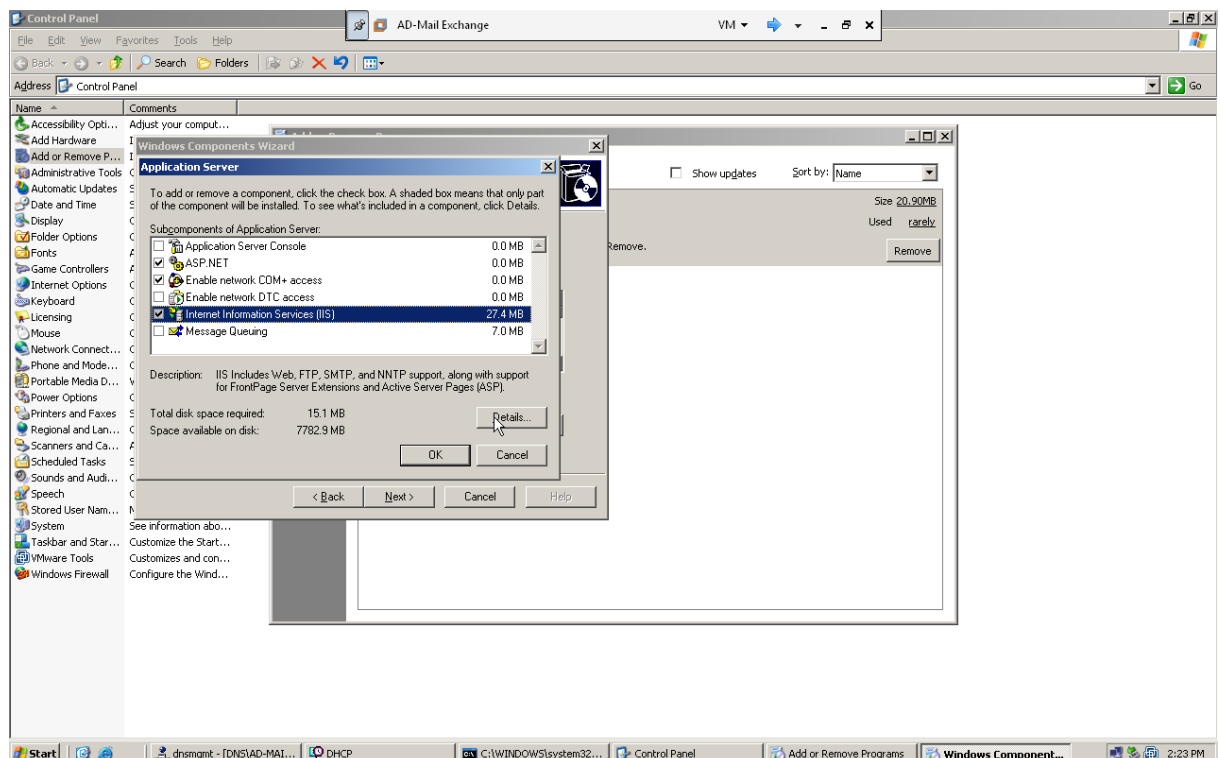 Control Panel
AD-Mail Exchange
VM
File Edit View Favorites Tools Help
Back Search Folders
Address Control Panel Go
Name Comments
Accessibility Opti... Adjust your comput...
Add Hardware
Add or Remove P...
Administrative Tools
Automatic Updates
Date and Time
Display
Folder Options
Fonts
Game Controllers
Internet Options
Keyboard
Licensing
Mouse
Network Connect...
Phone and Mode...
Portable Media D...
Power Options
Printers and Faxes
Regional and Lan...
Scanners and Ca...
Scheduled Tasks
Sounds and Audi...
Speech
Stored User Nam...
System See information abo...
Taskbar and Star... Customize the Start...
VMware Tools Customizes and con...
Windows Firewall Configure the Wind...
Show updates Sort by: Name
Size 20.90MB
Used rarely
Remove.
Remove
Windows Components Wizard
Application Server
To add or remove a component, click the check box. A shaded box means that only part
of the component will be installed. To see what's included in a component, click Details.
Subcomponents of Application Server:
Application Server Console 0.0 MB
ASP.NET 0.0 MB
Enable network COM+ access 0.0 MB
Enable network DTC access 0.0 MB
Internet Information Services (IIS) 27.4 MB
Message Queuing 7.0 MB
Description: IIS Includes Web, FTP, SMTP, and NNTP support, along with support
for FrontPage Server Extensions and Active Server Pages (ASP).
Total disk space required: 15.1 MB
Space available on disk: 7782.9 MB
Details...
OK Cancel
< Back Next > Cancel Help
Start dnsmgmt - [DNS\AD-MAI... DHCP C:\WINDOWS\system32... Control Panel Add or Remove Programs Windows Component... 2:23 PM